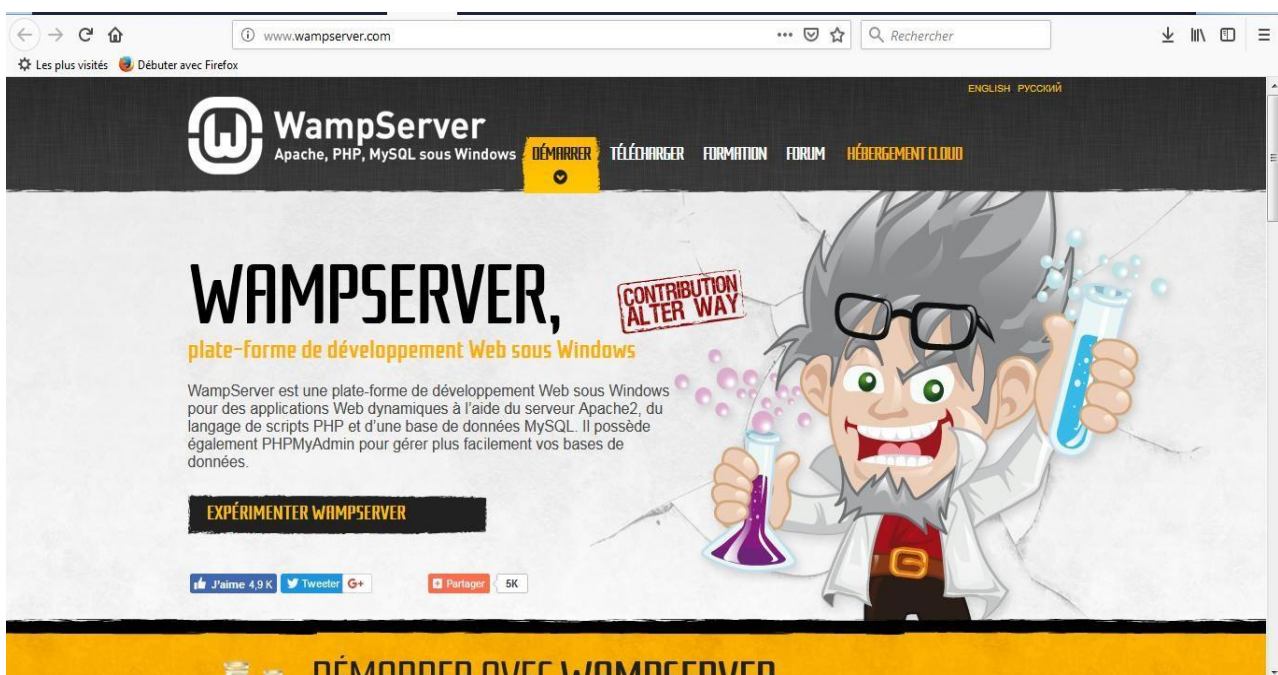 www.wampserver.com
Rechercher
Les plus visités
Débuter avec Firefox
ENGLISH РУССКИЙ
WampServer
Apache, PHP, MySQL sous Windows
DÉMARRER TÉLÉCHARGER FORMATION FORUM HÉBERGEMENT CLOUD
WAMPSERVER,
CONTRIBUTION
ALTER WAY
plate-forme de développement Web sous Windows
WampServer est une plate-forme de développement Web sous Windows
pour des applications Web dynamiques à l'aide du serveur Apache2, du
langage de scripts PHP et d'une base de données MySQL. Il possède
également PHPMyAdmin pour gérer plus facilement vos bases de
données.
EXPÉRIMENTER WAMPSERVER
J'aime 4,9 K Tweeter G+ Partager 5K
DÉMARRER AVEC WAMPSERVER